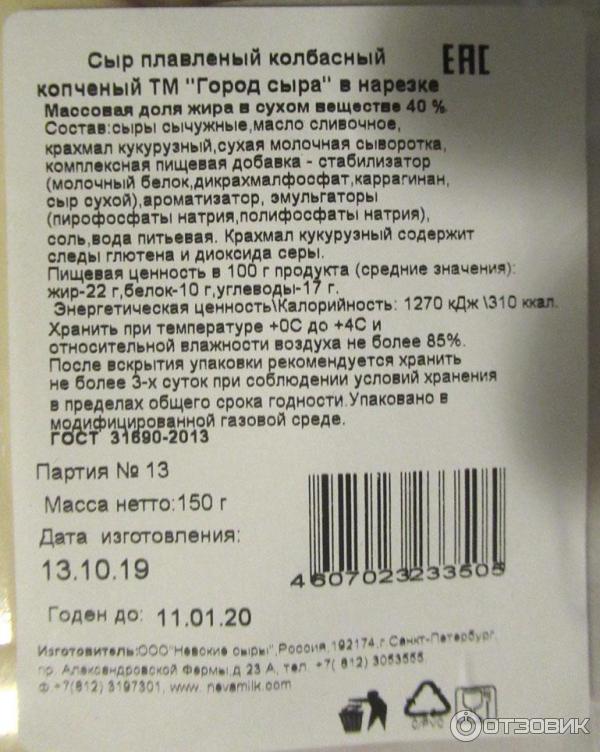 Сыр плавленый колбасный
копченый ТМ "Город сыра" в нарезке
EAC
Массовая доля жира в сухом веществе 40 %
Состав:сыры сычужные,масло сливочное,
крахмал кукурузный,сухая молочная сыворотка,
комплексная пищевая добавка - стабилизатор
(молочный белок,дикрахмалфосфат,каррагинан,
сыр сухой),ароматизатор, эмульгаторы
(пирофосфаты натрия,полифосфаты натрия),
соль,вода питьевая. Крахмал кукурузный содержит
следы глютена и диоксида серы.
Пищевая ценность в 100 г продукта (средние значения):
жир-22 г,белок-10 г,углеводы-17 г.
Энергетическая ценность\Калорийность: 1270 кДж \310 ккал.
Хранить при температуре +0С до +4С и
относительной влажности воздуха не более 85%.
После вскрытия упаковки рекомендуется хранить
не более 3-х суток при соблюдении условий хранения
в пределах общего срока годности.Упаковано в
модифицированной газовой среде.
ГОСТ 31690-2013
Партия № 13
Масса нетто:150 г
Дата изготовления:
13.10.19
4607023233505
Годен до: 11.01.20
Изготовитель:ООО"Невские сыры",Россия,192174,г.Санкт-Петербург,
пр. Александровской Фермы,д 23 А, тел. +7( 812) 3053555,
ф.+7(812) 3197301, www. nevamilk.com
C/PVC
ОТЗОВИК